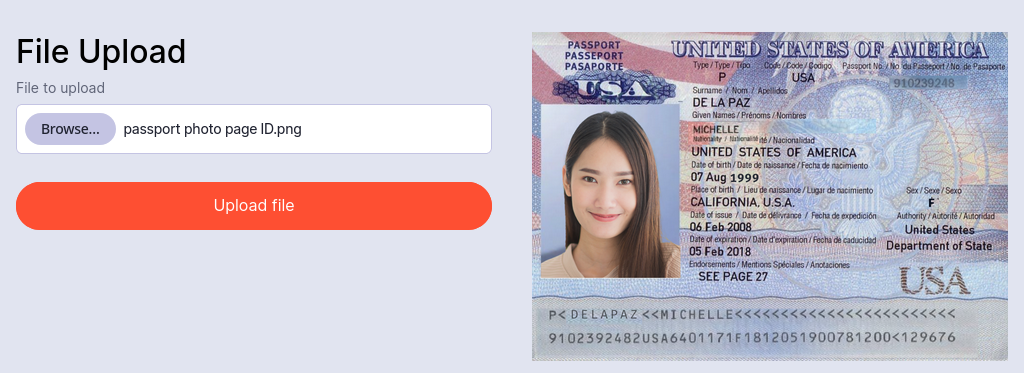 File Upload
File to upload
Browse...
passport photo page ID.png
Upload file
PASSPORT
PASSEPORT
PASAPORTE
USA
UNITED STATES OF AMERICA
Type / Type / Tipo
Code / Code / Codigo
Passport No. / No. du Passeport / No. de Pasaporte
P
USA
910239248
Surname / Nom / Apellidos
DE LA PAZ
Given Names / Prénoms / Nombres
MICHELLE
Nationality / Nationalité / Nacionalidad
UNITED STATES OF AMERICA
Date of birth / Date de naissance / Fecha de nacimiento
07 Aug 1999
Place of birth / Lieu de naissance / Lugar de nacimiento
Sex / Sexe / Sexo
CALIFORNIA, U.S.A.
F
Date of issue / Date de délivrance / Fecha de expedición
Authority / Autorité / Autoridad
06 Feb 2008
United States
Date of expiration / Date d'expiration / Fecha de caducidad
Department of State
05 Feb 2018
Endorsements / Mentions Spéciales / Anotaciones
SEE PAGE 27
USA
P<DELAPAZ<<MICHELLE<<<<<<<<<<<<<<<<<<<<<<<<
9102392482USA6401171F1812051900781200<129676